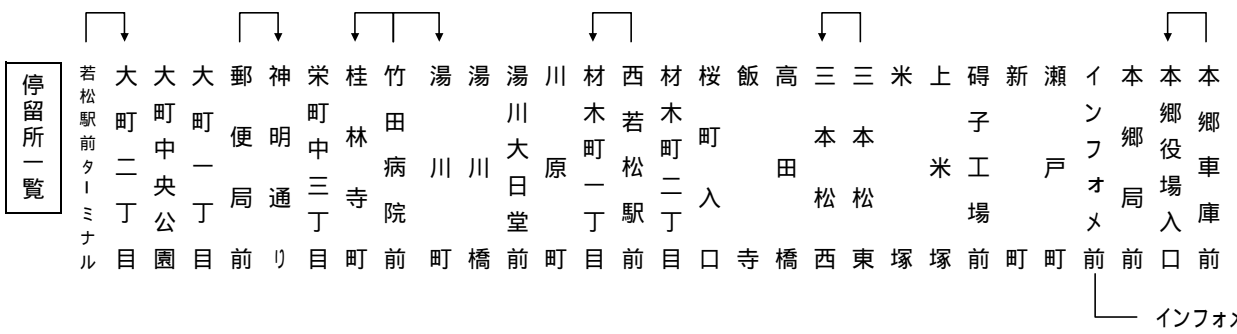 停留所一覧
若松駅前ターミナル
大町二丁目
大町中央公園
大町一丁目
郵便局前
神明通り
栄町中三丁目
桂林寺町
竹田病院前
湯川町
湯川橋
湯川大日堂前
川原町
材木町一丁目
西若松駅前
材木町二丁目
桜町入口
飯寺
高田橋
三本松西
三本松東
米塚
上米塚
碍子工場前
新町
瀬戸町
インフォメ前
本郷局前
本郷役場入口
本郷車庫前
インフォメ